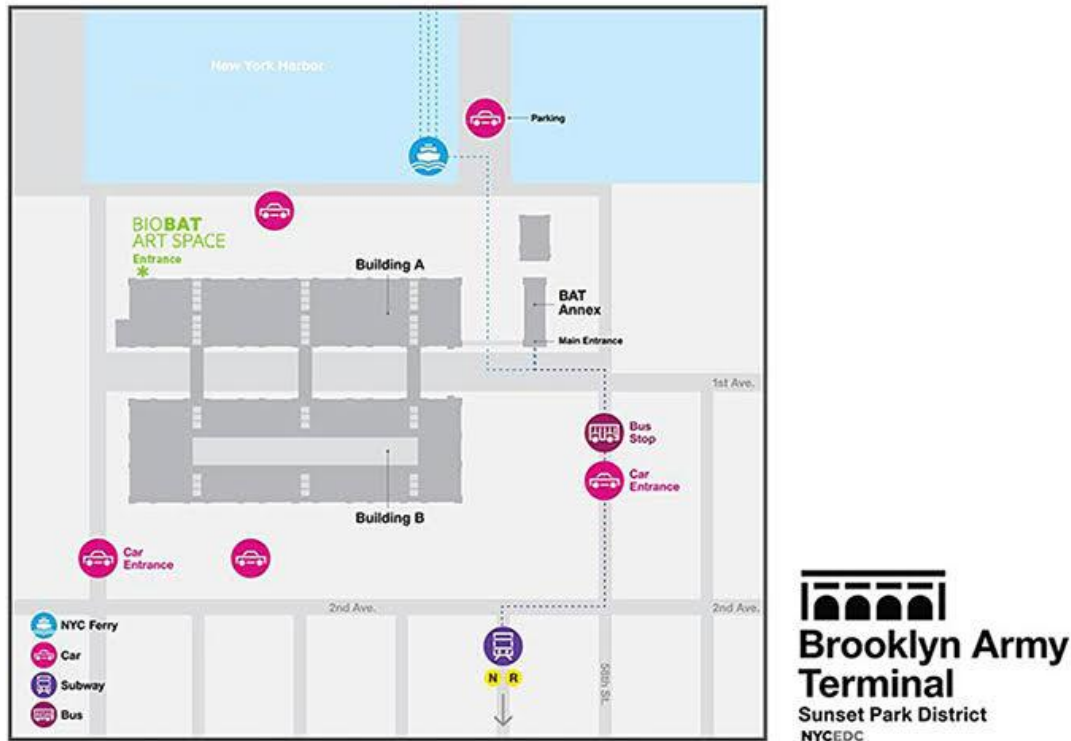 New York Harbor
Parking
BIOBAT
ART SPACE
Entrance
*
Building A
BAT
Annex
Main Entrance
1st Ave.
Bus
Stop
Car
Entrance
Building B
Car
Entrance
2nd Ave.
2nd Ave.
NYC Ferry
Car
Subway
Bus
N R
58th St.
Brooklyn Army
Terminal
Sunset Park District
NYCEDC